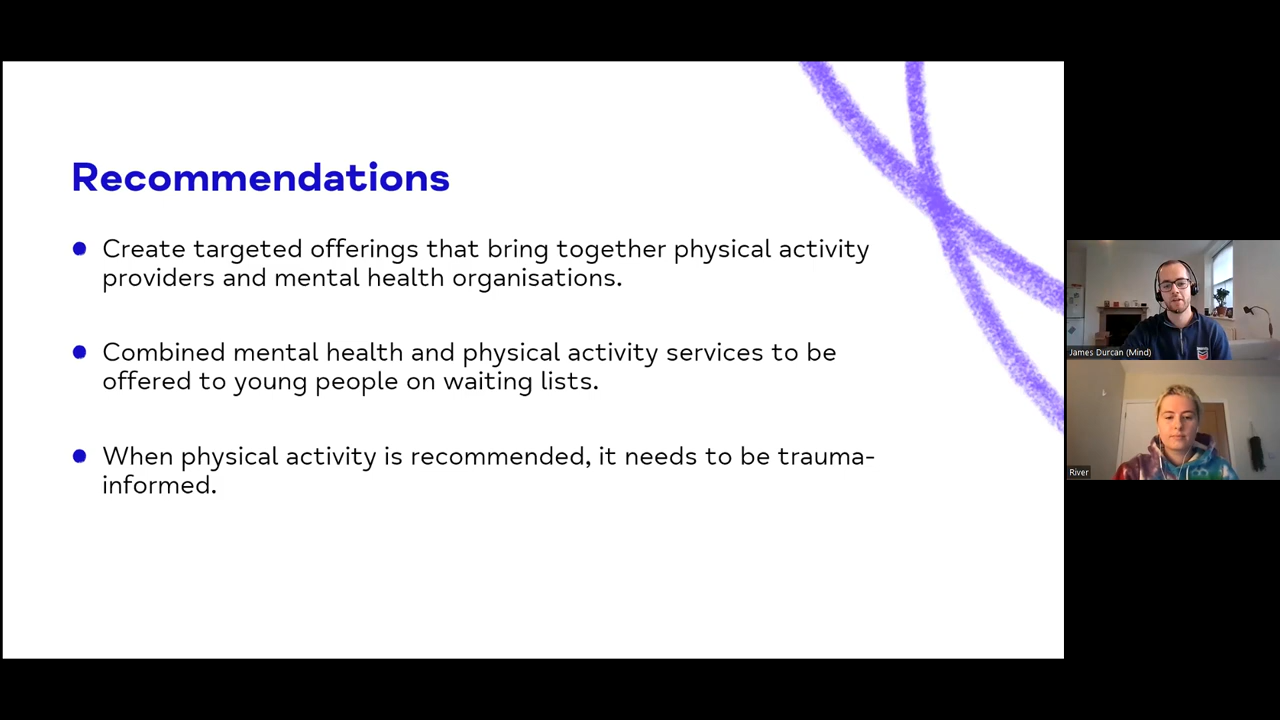 Recommendations
Create targeted offerings that bring together physical activity
providers and mental health organisations.
Combined mental health and physical activity services to be
offered to young people on waiting lists.
When physical activity is recommended, it needs to be trauma-
informed.
James Durcan (Mind)
River